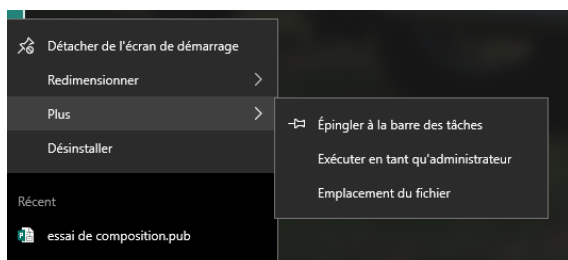 Détacher de l'écran de démarrage
Redimensionner
Plus
Désinstaller
Épingler à la barre des tâches
Exécuter en tant qu'administrateur
Emplacement du fichier
Récent
essai de composition.pub